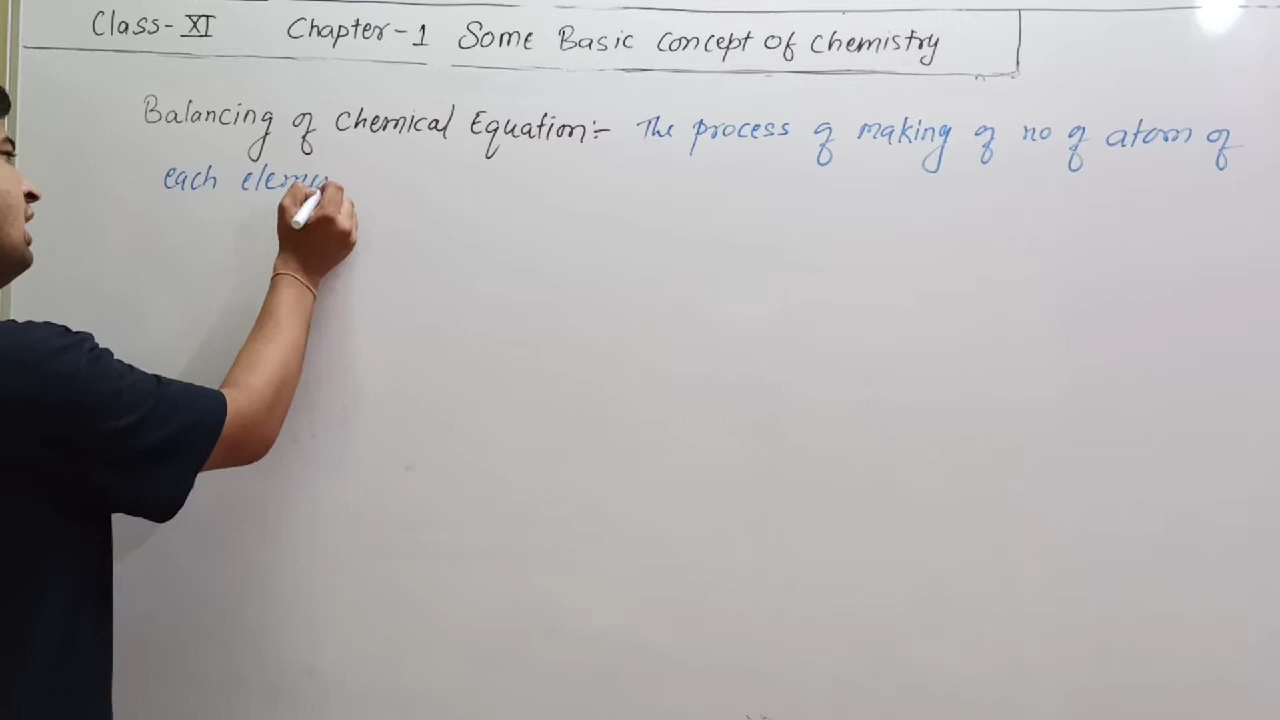 Class-XI Chapter-1 Some Basic Concept of Chemistry
Balancing of Chemical Equation:- The process of making of no of atom of
each elem